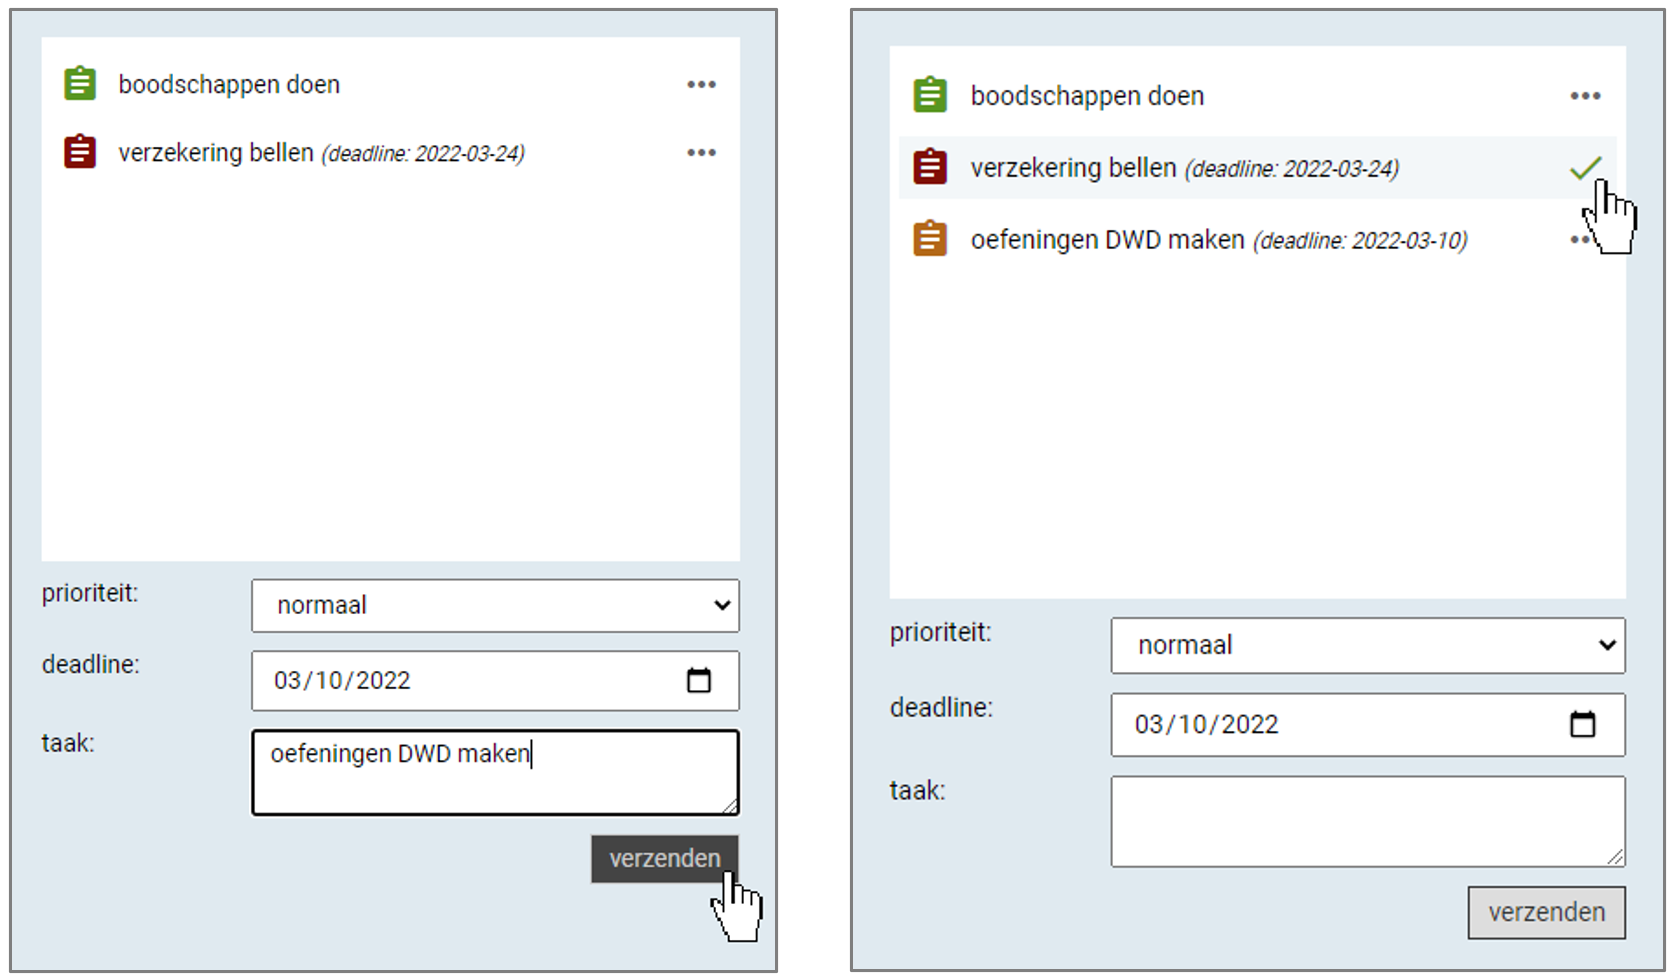 boodschappen doen
verzekering bellen (deadline: 2022-03-24)
prioriteit:
normaal
deadline:
03/10/2022
taak:
oefeningen DWD maken
verzenden
boodschappen doen
verzekering bellen (deadline: 2022-03-24)
oefeningen DWD maken (deadline: 2022-03-10)
prioriteit:
normaal
deadline:
03/10/2022
taak:
verzenden